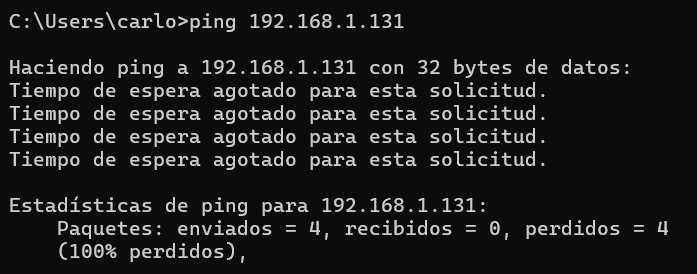 C:\Users\carlo>ping 192.168.1.131
Haciendo ping a 192.168.1.131 con 32 bytes de datos:
Tiempo de espera agotado para esta solicitud.
Tiempo de espera agotado para esta solicitud.
Tiempo de espera agotado para esta solicitud.
Tiempo de espera agotado para esta solicitud.
Estadísticas de ping para 192.168.1.131:
Paquetes: enviados = 4, recibidos = 0, perdidos = 4
(100% perdidos),